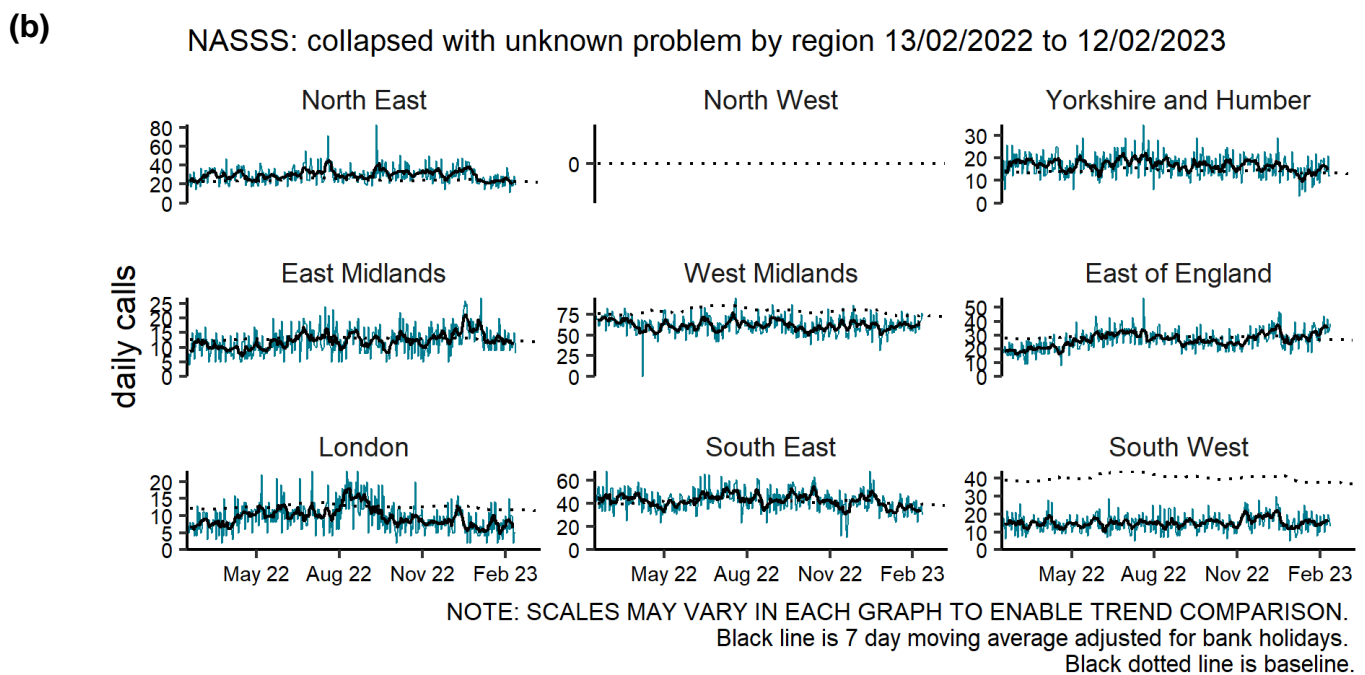 (b)
NASSS: collapsed with unknown problem by region 13/02/2022 to 12/02/2023
North East
North West
Yorkshire and Humber
80
60
40
20
0
0
30
20
10
0
East Midlands
West Midlands
East of England
daily calls
25
20
15
10
5
0
75
50
25
0
50
40
30
20
10
0
London
South East
South West
20
15
10
5
0
60
40
20
0
40
30
20
10
0
May 22 Aug 22 Nov 22 Feb 23
May 22 Aug 22 Nov 22 Feb 23
May 22 Aug 22 Nov 22 Feb 23
NOTE: SCALES MAY VARY IN EACH GRAPH TO ENABLE TREND COMPARISON.
Black line is 7 day moving average adjusted for bank holidays.
Black dotted line is baseline.